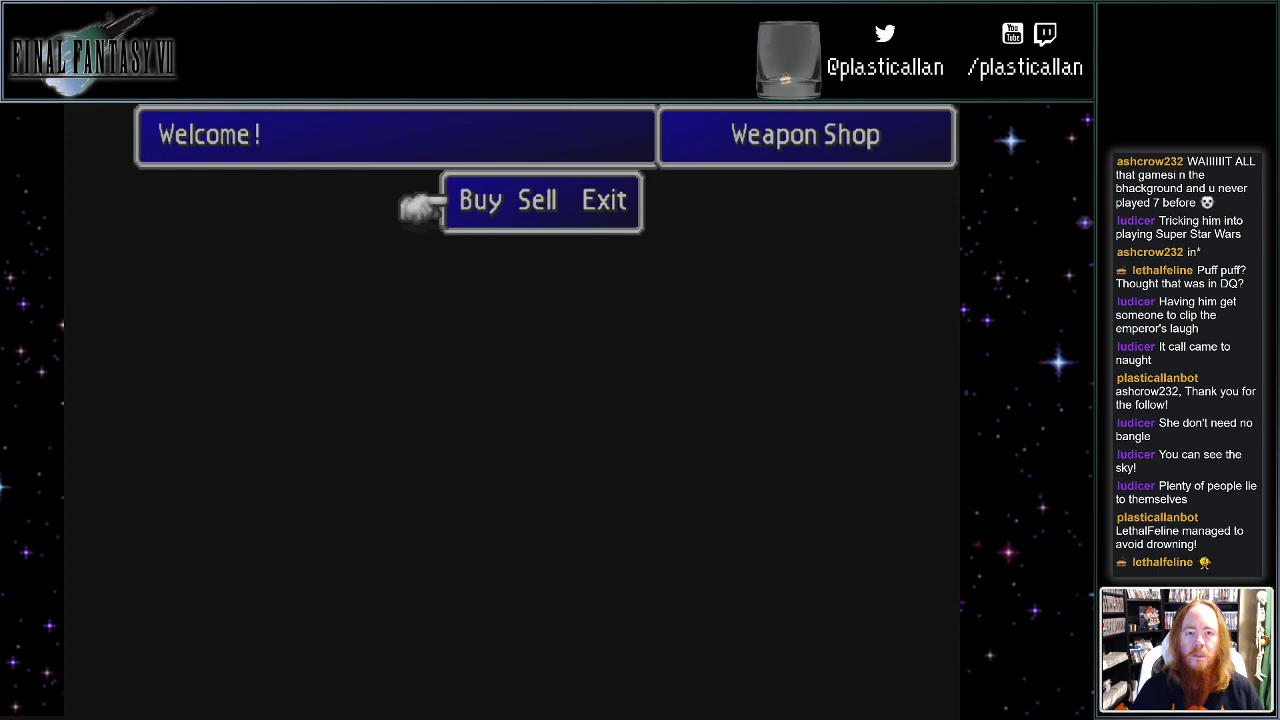 FINAL FANTASY VII
@plasticallan
You Tube
/plasticallan
Welcome!
Weapon Shop
Buy Sell Exit
ashcrow232 WAIIIIIIT ALL
that gamesi n the
bhackground and u never
played 7 before
ludicer Tricking him into
playing Super Star Wars
ashcrow232 in*
lethalfeline Puff puff?
Thought that was in DQ?
ludicer Having him get
someone to clip the
emperor's laugh
ludicer It call came to
naught
plasticallanbot
ashcrow232, Thank you for
the follow!
ludicer She don't need no
bangle
ludicer You can see the
sky!
ludicer Plenty of people lie
to themselves
plasticallanbot
LethalFeline managed to
avoid drowning!
lethalfeline